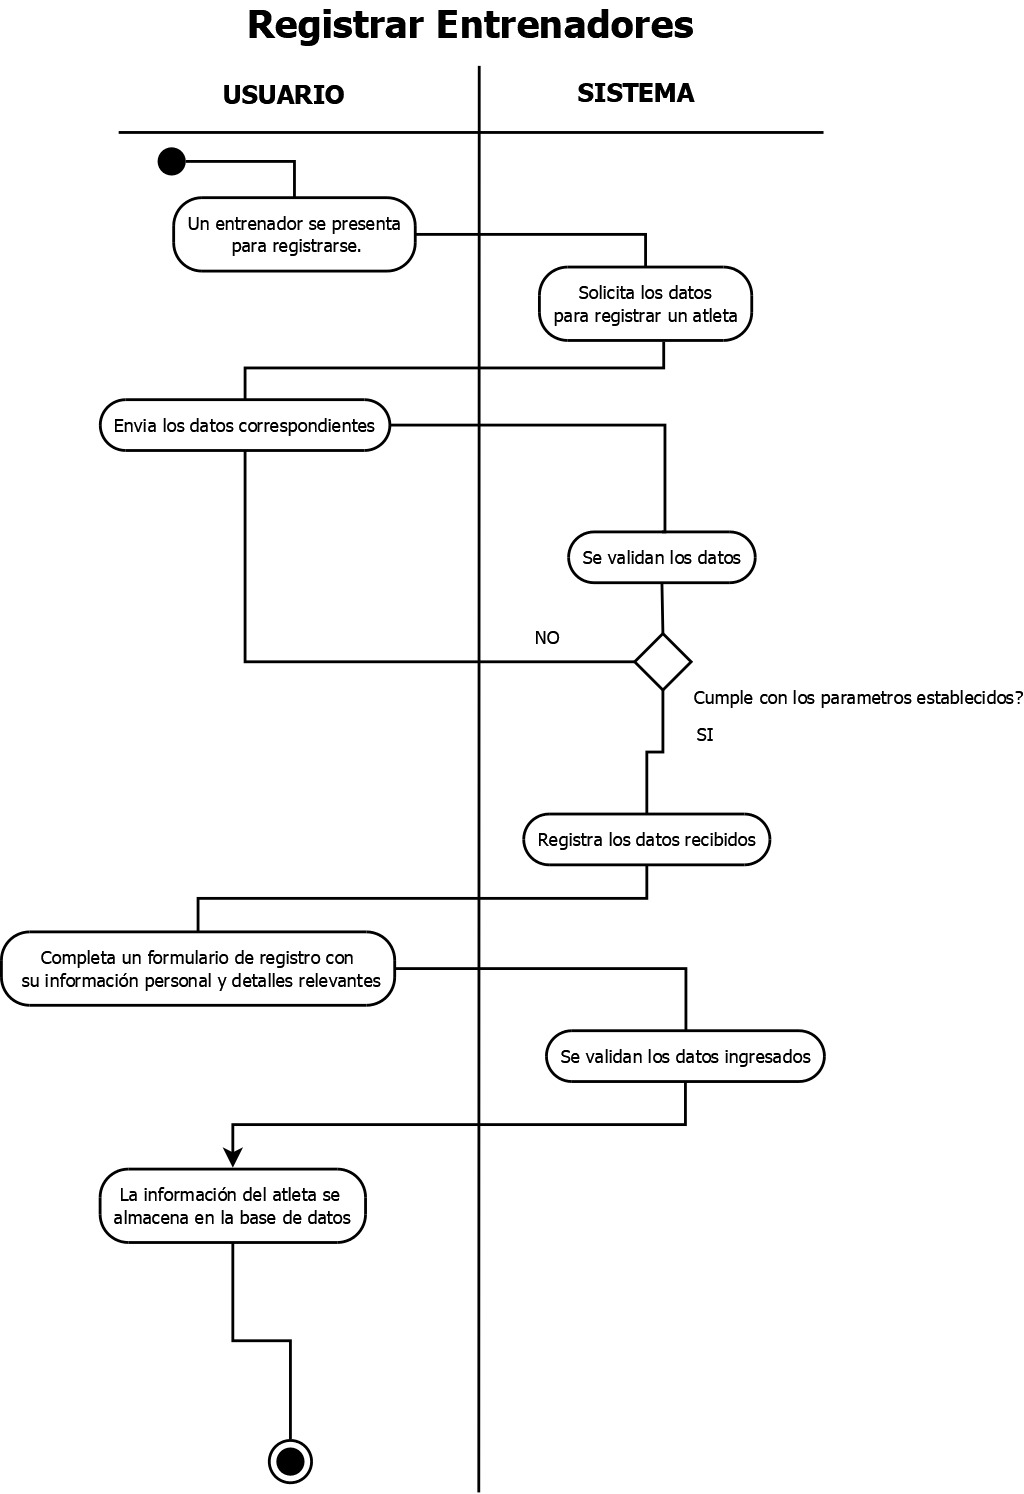 Registrar Entrenadores
USUARIO
SISTEMA
Un entrenador se presenta
para registrarse.
Solicita los datos
para registrar un atleta
Envia los datos correspondientes
Se validan los datos
NO
Cumple con los parametros establecidos?
SI
Registra los datos recibidos
Completa un formulario de registro con
su información personal y detalles relevantes
Se validan los datos ingresados
La información del atleta se
almacena en la base de datos